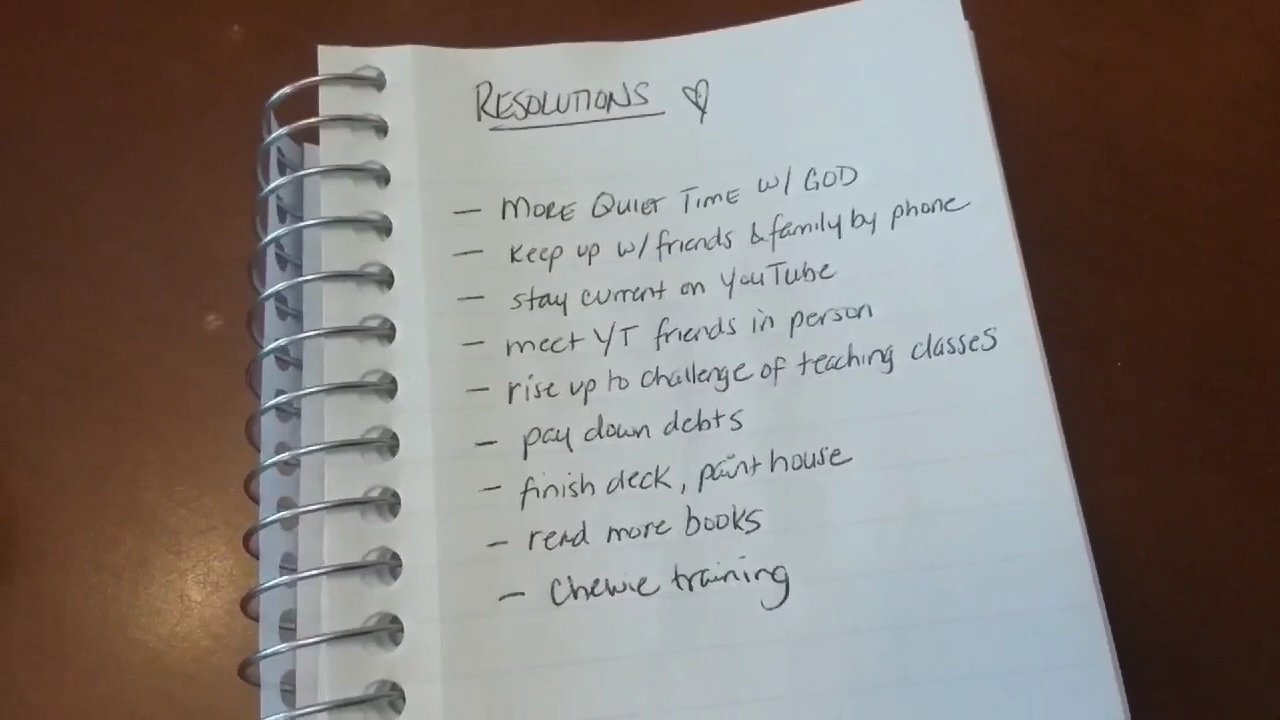 RESOLUTIONS
- MORE QUIET TIME W/ GOD
- Keep up w/ friends & family by phone
- stay current on YouTube
- meet YT friends in person
- rise up to challenge of teaching classes
- pay down debts
- finish deck, paint house
- read more books
- Chewie training